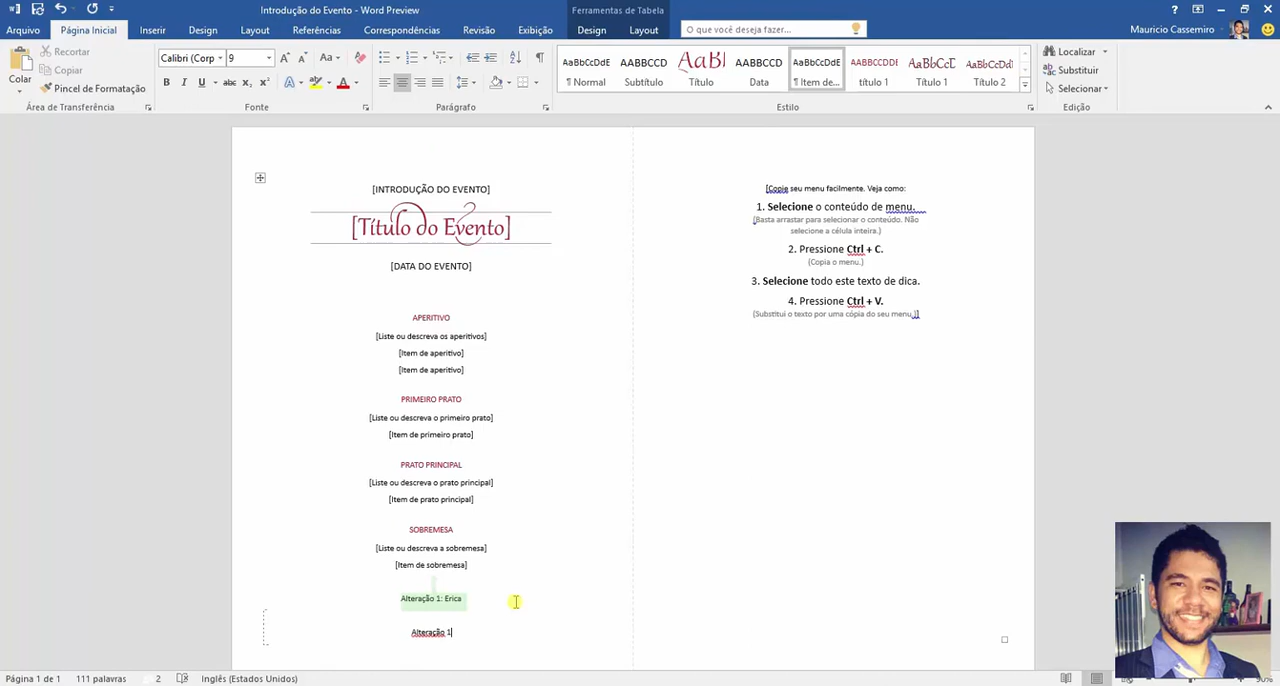 Introdução do Evento - Word Preview
Ferramentas de Tabela
Arquivo
Página Inicial
Inserir
Design
Layout
Referências
Correspondências
Revisão
Exibição
Design
Layout
O que você deseja fazer...
Mauricio Cassemiro
Colar
Recortar
Copiar
Pincel de Formatação
Área de Transferência
Calibri (Corp
9
Fonte
Parágrafo
AaBbCcDdE
¶ Normal
AABBCCD
Subtítulo
AaBl
Título
AABBCCD
Data
AaBbCcDdE
¶ Item de...
AABBCCDDE
título 1
AaBbCcL
Título 1
AaBbCcDd
Título 2
Estilo
Localizar
Substituir
Selecionar
Edição
[INTRODUÇÃO DO EVENTO]
[Título do Evento]
[DATA DO EVENTO]
APERITIVO
[Liste ou descreva os aperitivos]
[Item de aperitivo]
[Item de aperitivo]
PRIMEIRO PRATO
[Liste ou descreva o primeiro prato]
[Item de primeiro prato]
PRATO PRINCIPAL
[Liste ou descreva o prato principal]
[Item de prato principal]
SOBREMESA
[Liste ou descreva a sobremesa]
[Item de sobremesa]
Alteração 1: Erica
Alteração 1
[Copie seu menu facilmente. Veja como:
1. Selecione o conteúdo de menu.
(Basta arrastar para selecionar o conteúdo. Não
selecione a célula inteira.)
2. Pressione Ctrl + C.
(Copia o menu.)
3. Selecione todo este texto de dica.
4. Pressione Ctrl + V.
(Substitui o texto por uma cópia do seu menu.)]
Página 1 de 1
111 palavras
2
Inglês (Estados Unidos)